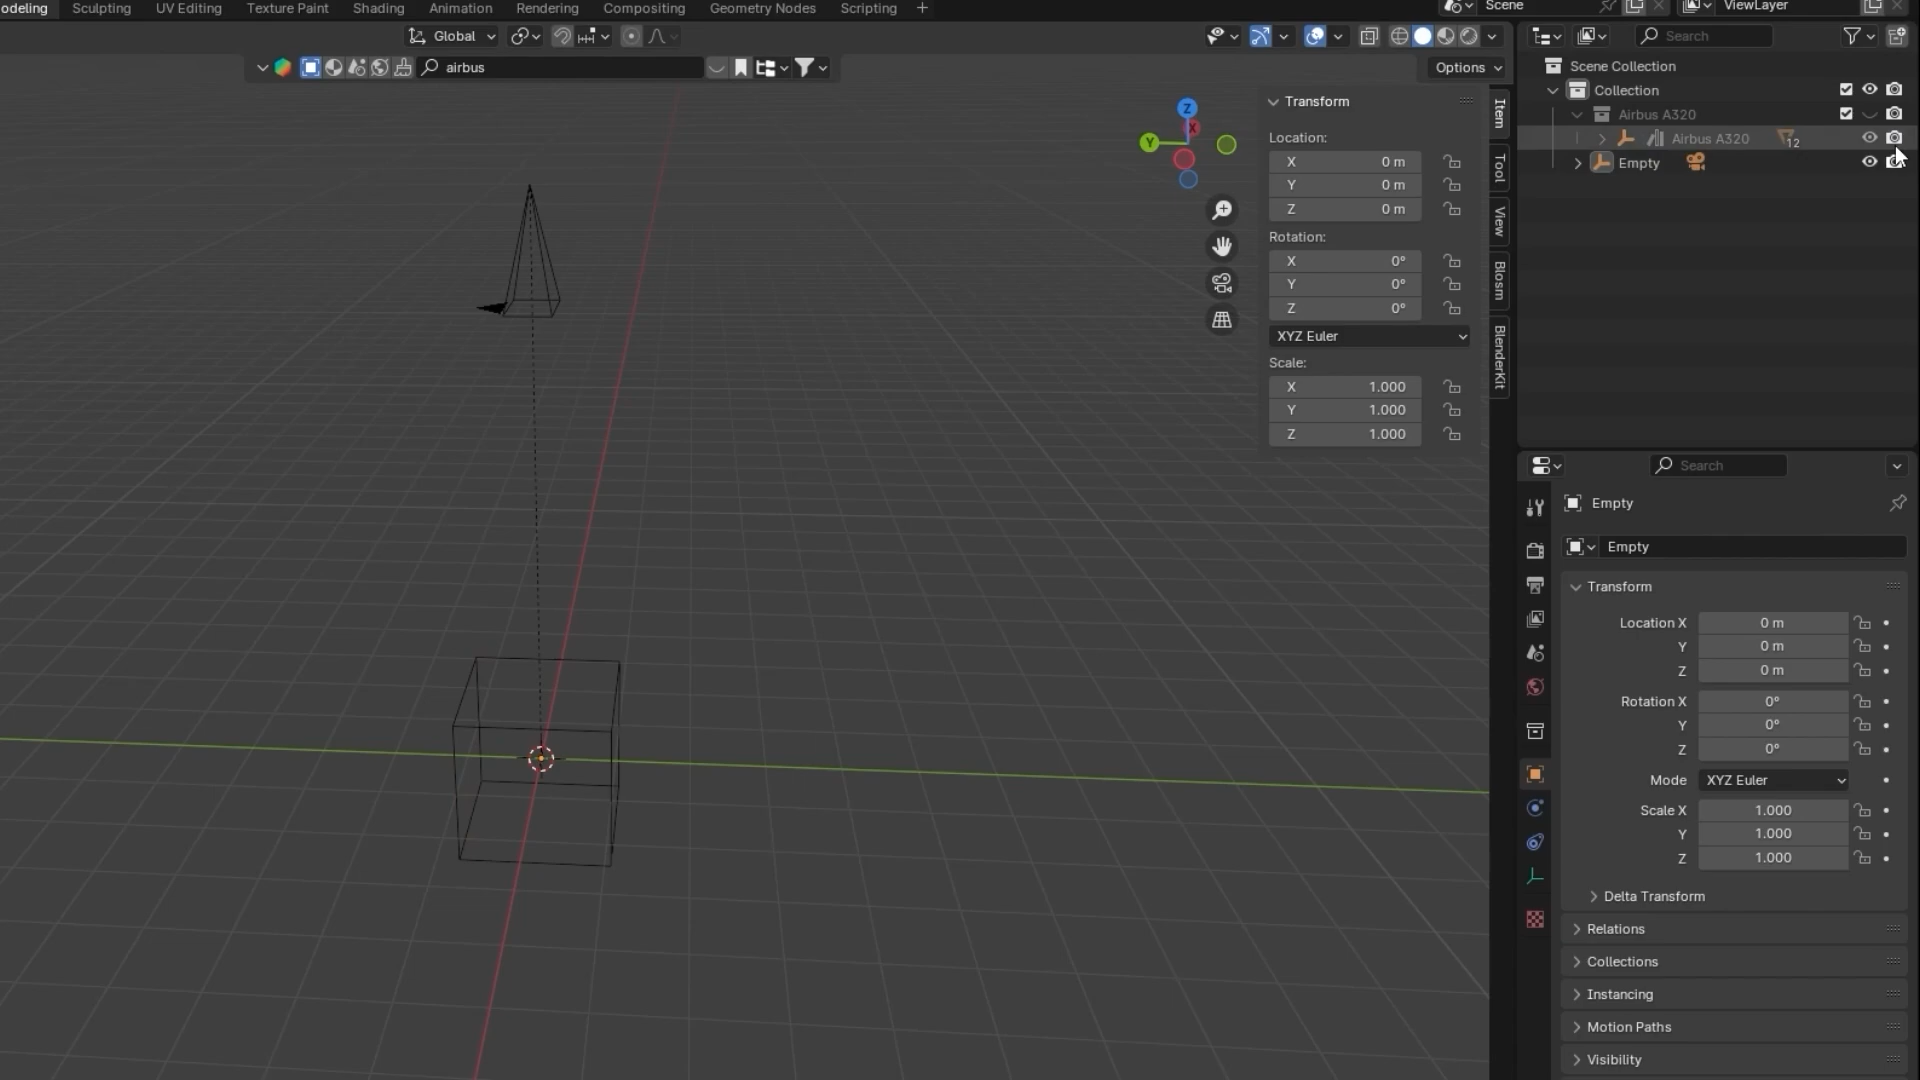 odeling Sculpting UV Editing Texture Paint Shading Animation Rendering Compositing Geometry Nodes Scripting + Scene ViewLayer
Global Search
airbus Options
Scene Collection
Collection
Airbus A320
Airbus A320 12
Empty
Transform
Location:
X 0 m
Y 0 m
Z 0 m
Rotation:
X 0°
Y 0°
Z 0°
XYZ Euler
Scale:
X 1.000
Y 1.000
Z 1.000
Item
Tool
View
Blosm
BlenderKit
Z
X
Y
Search
Empty
Empty
Transform
Location X 0 m
Y 0 m
Z 0 m
Rotation X 0°
Y 0°
Z 0°
Mode XYZ Euler
Scale X 1.000
Y 1.000
Z 1.000
Delta Transform
Relations
Collections
Instancing
Motion Paths
Visibility